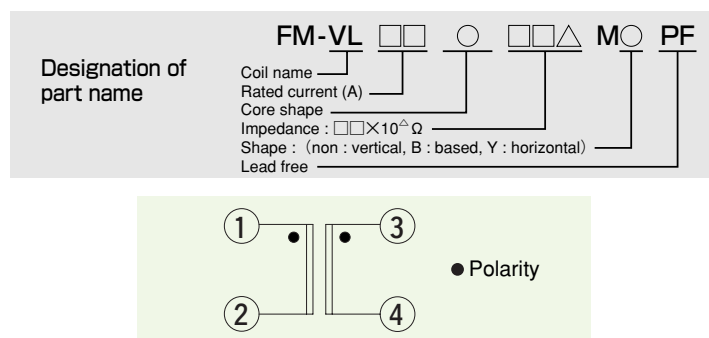 FM-VL □□ ○ □□△ M○ PF
Designation of
part name
Coil name
Rated current (A)
Core shape
Impedance : □□×10△Ω
Shape : (non : vertical, B : based, Y : horizontal)
Lead free
① ③
● Polarity
② ④